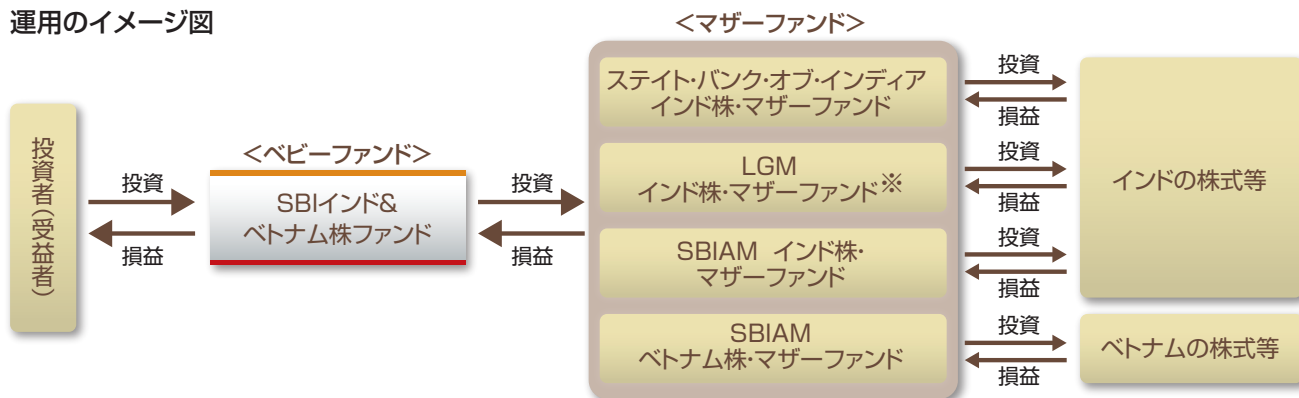 運用のイメージ図
投資者(受益者)
投資
損益
＜ベビーファンド＞
SBIインド&
ベトナム株ファンド
投資
損益
＜マザーファンド＞
ステイト・バンク・オブ・インディア
インド株・マザーファンド
投資
損益
LGM
インド株・マザーファンド※
投資
損益
SBIAM インド株・
マザーファンド
投資
損益
インドの株式等
SBIAM
ベトナム株・マザーファンド
投資
損益
ベトナムの株式等